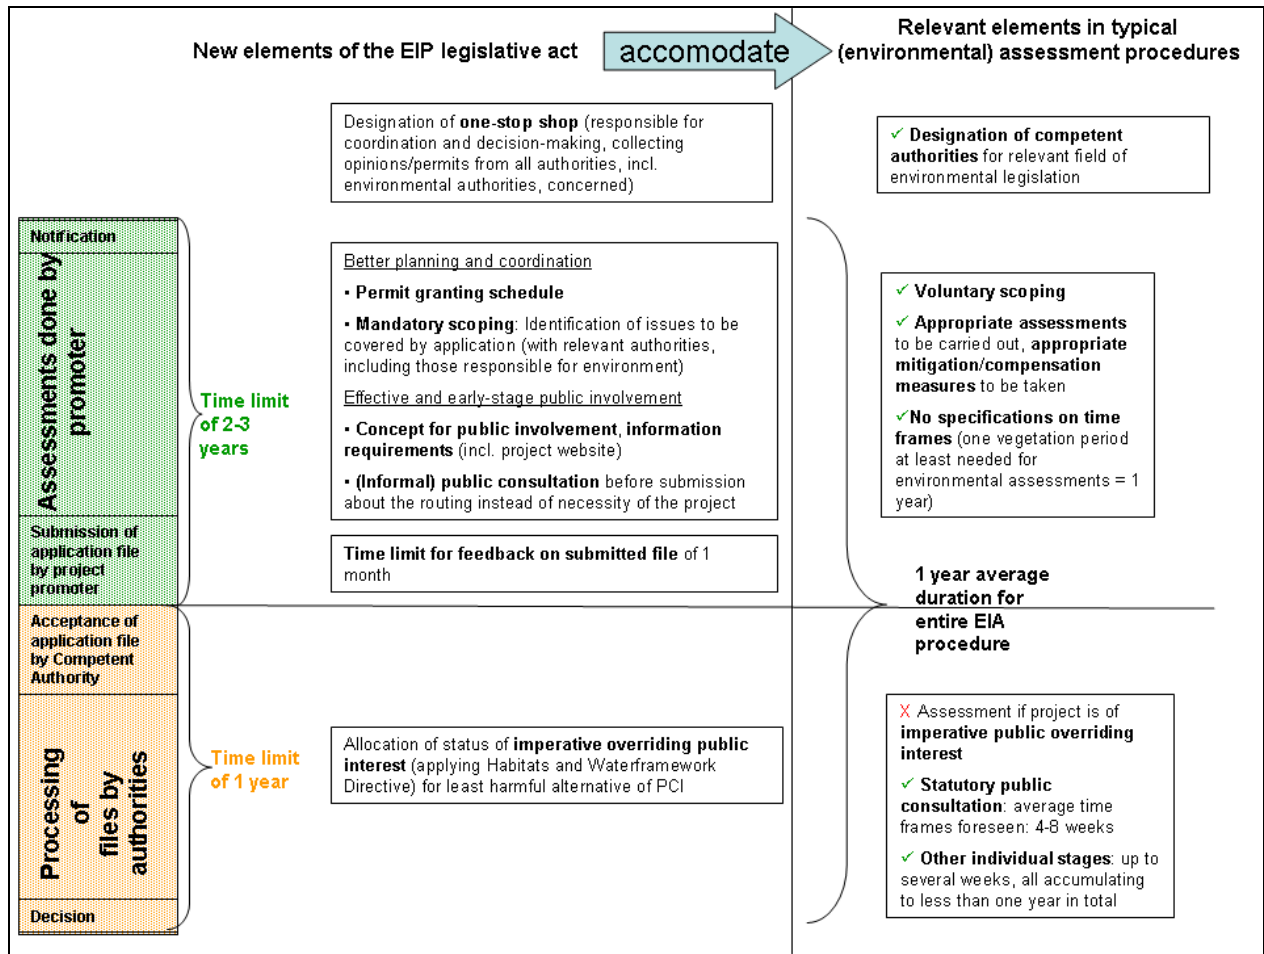 New elements of the EIP legislative act
accomodate
Relevant elements in typical
(environmental) assessment procedures
Designation of one-stop shop (responsible for
coordination and decision-making, collecting
opinions/permits from all authorities, incl.
environmental authorities, concerned)
✓ Designation of competent
authorities for relevant field of
environmental legislation
Notification
Assessments done by
promoter
Submission of
application file
by project
promoter
Time limit
of 2-3
years
Better planning and coordination
▪ Permit granting schedule
▪ Mandatory scoping: Identification of issues to be
covered by application (with relevant authorities,
including those responsible for environment)
Effective and early-stage public involvement
▪ Concept for public involvement, information
requirements (incl. project website)
▪ (Informal) public consultation before submission
about the routing instead of necessity of the project
Time limit for feedback on submitted file of 1
month
✓ Voluntary scoping
✓ Appropriate assessments
to be carried out, appropriate
mitigation/compensation
measures to be taken
✓No specifications on time
frames (one vegetation period
at least needed for
environmental assessments = 1
year)
1 year average
duration for
entire EIA
procedure
Acceptance of
application file
by Competent
Authority
Processing
of
files by
authorities
Decision
Time limit
of 1 year
Allocation of status of imperative overriding public
interest (applying Habitats and Waterframework
Directive) for least harmful alternative of PCI
X Assessment if project is of
imperative public overriding
interest
✓ Statutory public
consultation: average time
frames foreseen: 4-8 weeks
✓ Other individual stages: up to
several weeks, all accumulating
to less than one year in total